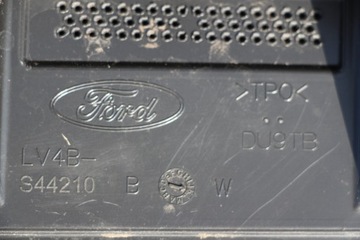 Ford
>TPO<
DU9TB
LV4B-
S44210 B W